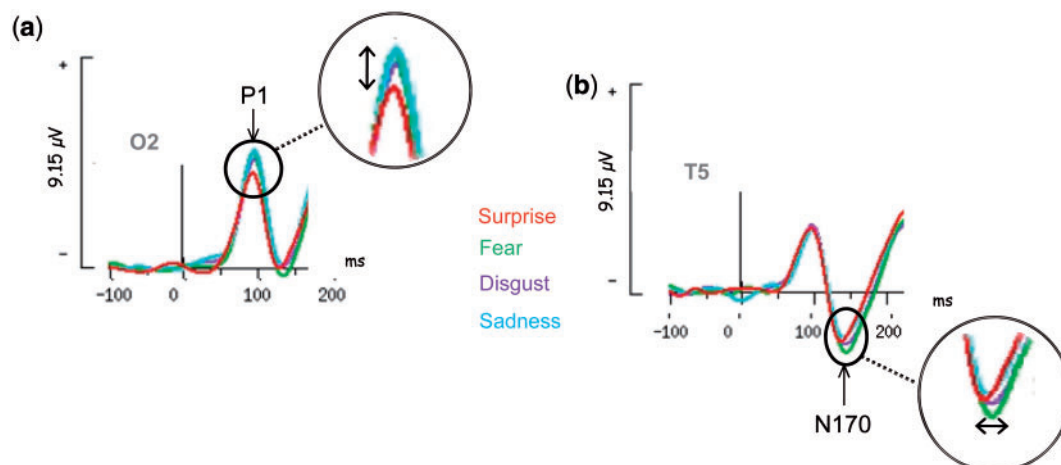 (a)
+
P1
O2
9.15 µV
−
ms
−100 0 100 200
Surprise
Fear
Disgust
Sadness
(b)
+
T5
9.15 µV
−
ms
−100 0 100 200
N170